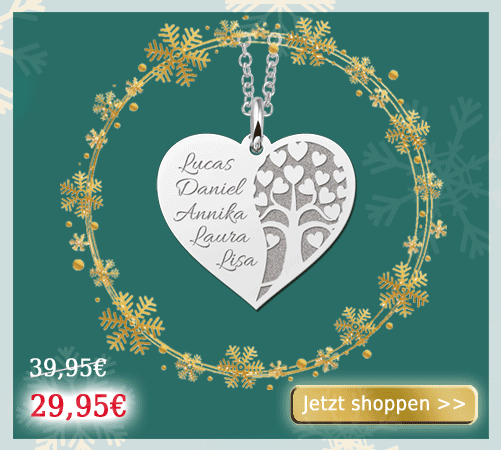 Lucas
Daniel
Annika
Laura
Lisa
39,95€
29,95€
Jetzt shoppen >>